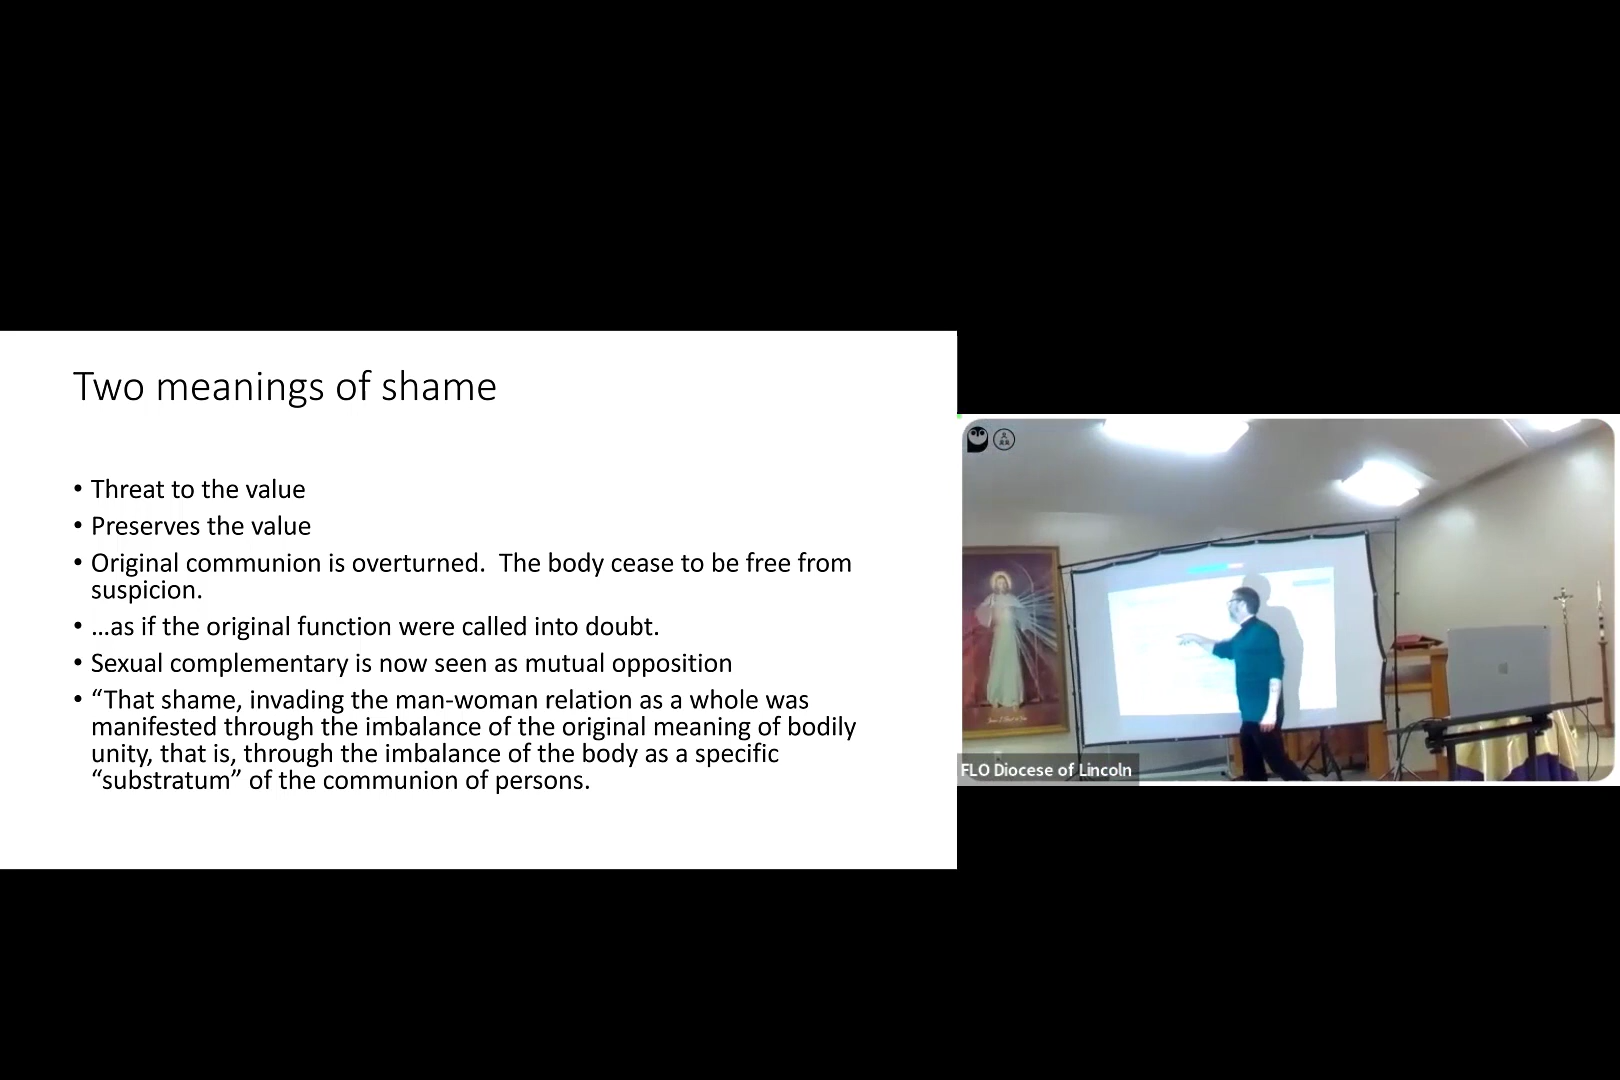 Two meanings of shame
• Threat to the value
• Preserves the value
• Original communion is overturned.  The body cease to be free from
suspicion.
• …as if the original function were called into doubt.
• Sexual complementary is now seen as mutual opposition
• “That shame, invading the man-woman relation as a whole was
manifested through the imbalance of the original meaning of bodily
unity, that is, through the imbalance of the body as a specific
“substratum” of the communion of persons.
FLO Diocese of Lincoln